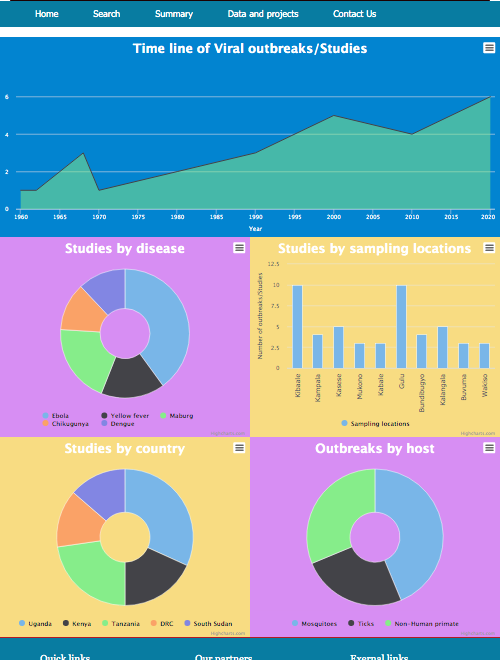 Home Search Summary Data and projects Contact Us
Time line of Viral outbreaks/Studies
6
4
2
0
1960 1965 1970 1975 1980 1985 1990 1995 2000 2005 2010 2015 2020
Year
Studies by disease
Ebola Yellow fever Maburg
Chikugunya Dengue
Highcharts.com
Studies by sampling locations
Number of outbreaks/Studies
12.5
10
7.5
5
2.5
0
Kibaale Kampala Kasese Mukono Kabale Gulu Bundibugyo Kalangala Buvuma Wakiso
Sampling locations
Highcharts.com
Studies by country
Uganda Kenya Tanzania DRC South Sudan
Highcharts.com
Outbreaks by host
Mosquitoes Ticks Non-Human primate
Highcharts.com
Quick links Our partners Exernal links